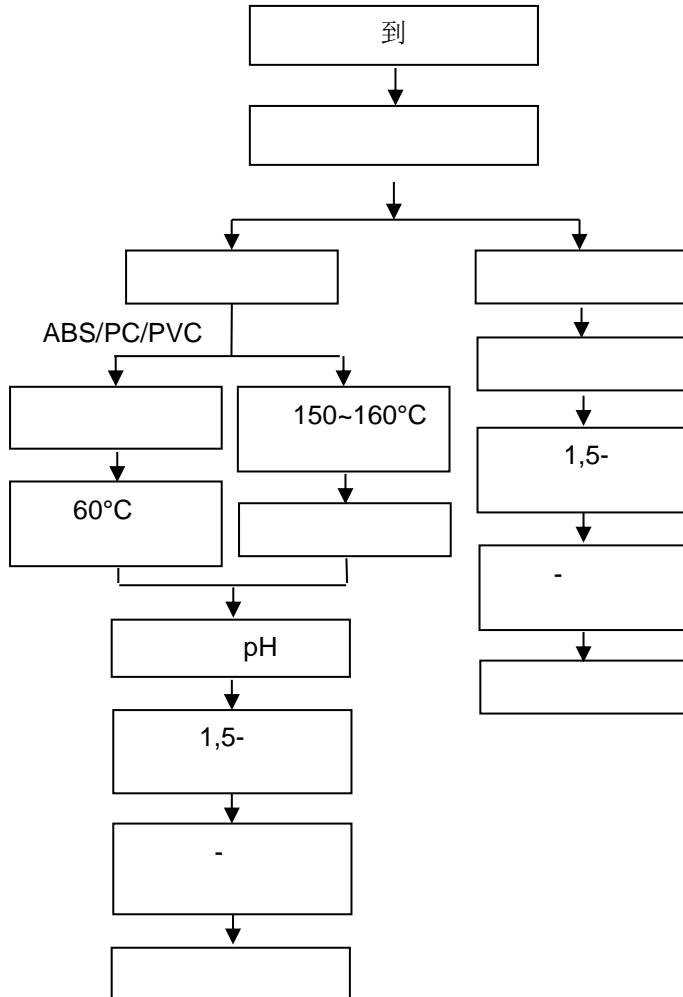 到
ABS/PC/PVC
150~160°C
1,5-
60°C
-
pH
1,5-
-